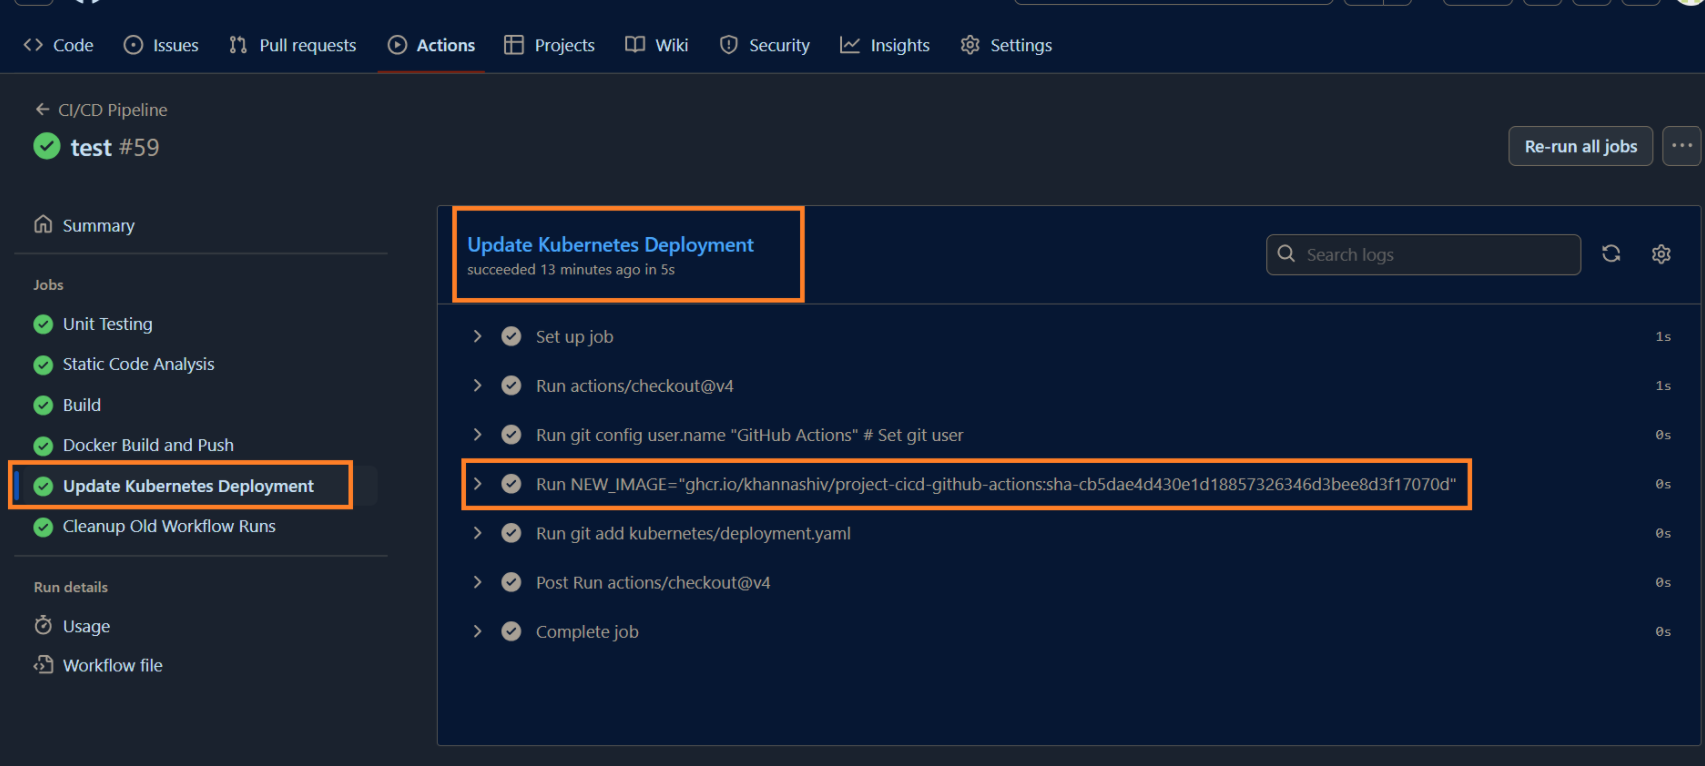 Code Issues Pull requests Actions Projects Wiki Security Insights Settings
CI/CD Pipeline
test #59
Re-run all jobs
Summary
Jobs
Unit Testing
Static Code Analysis
Build
Docker Build and Push
Update Kubernetes Deployment
Cleanup Old Workflow Runs
Run details
Usage
Workflow file
Update Kubernetes Deployment
succeeded 13 minutes ago in 5s
Search logs
Set up job 1s
Run actions/checkout@v4 1s
Run git config user.name "GitHub Actions" # Set git user 0s
Run NEW_IMAGE="ghcr.io/khannashiv/project-cicd-github-actions:sha-cb5dae4d430e1d18857326346d3bee8d3f17070d" 0s
Run git add kubernetes/deployment.yaml 0s
Post Run actions/checkout@v4 0s
Complete job 0s